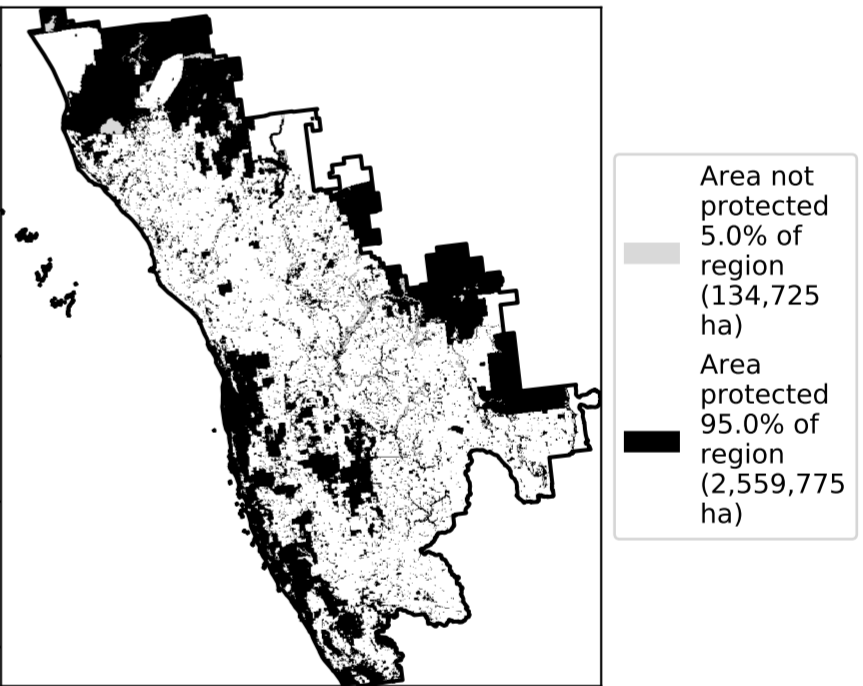 Area not
protected
5.0% of
region
(134,725
ha)
Area
protected
95.0% of
region
(2,559,775
ha)